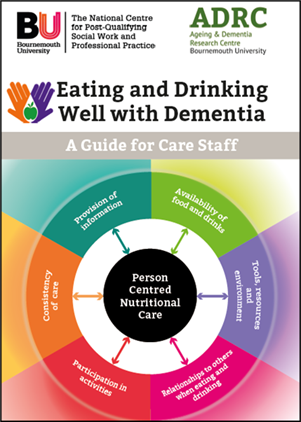 BU
Bournemouth
University
The National Centre
for Post-Qualifying
Social Work and
Professional Practice
ADRC
Ageing & Dementia
Research Centre
Bournemouth University
Eating and Drinking
Well with Dementia
A Guide for Care Staff
Provision of
information
Availability of
food and drinks
Tools, resources
and
environment
Relationships to others
when eating and
drinking
Participation in
activities
Consistency
of care
Person
Centred
Nutritional
Care